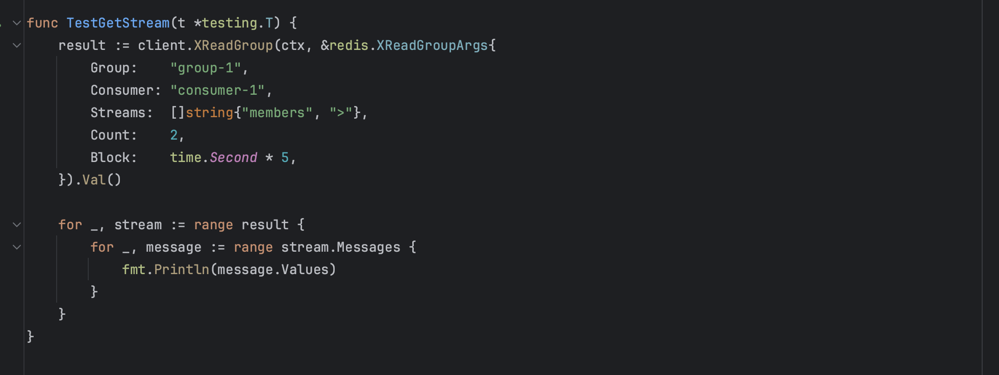 func TestGetStream(t *testing.T) {
    result := client.XReadGroup(ctx, &redis.XReadGroupArgs{
        Group:    "group-1",
        Consumer: "consumer-1",
        Streams:  []string{"members", ">"},
        Count:    2,
        Block:    time.Second * 5,
    }).Val()

    for _, stream := range result {
        for _, message := range stream.Messages {
            fmt.Println(message.Values)
        }
    }
}